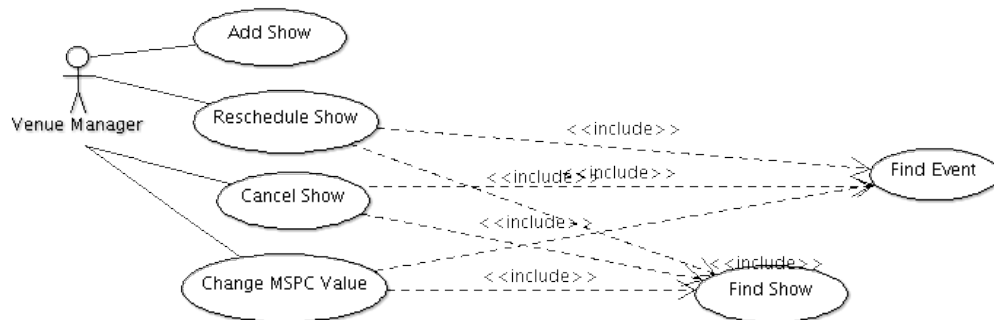 Add Show
Venue Manager
Reschedule Show
<<include>>
Find Event
<<include>>
<<include>>
Cancel Show
<<include>>
<<include>>
Change MSPC Value
<<include>>
Find Show